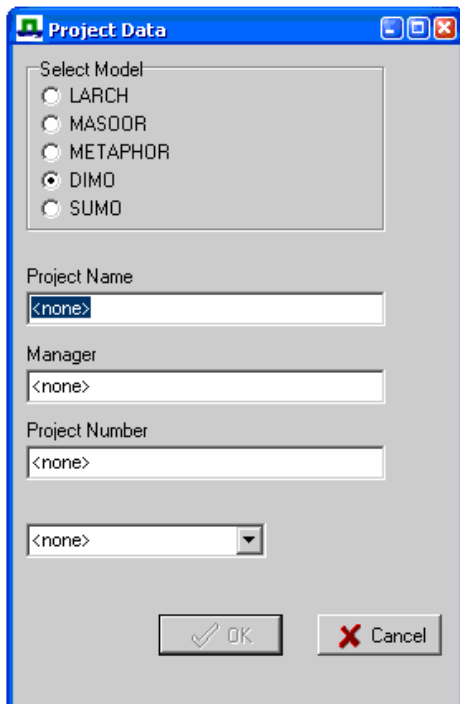 Project Data
Select Model
LARCH
MASOOR
METAPHOR
DIMO
SUMO
Project Name
<none>
Manager
<none>
Project Number
<none>
<none>
OK
Cancel